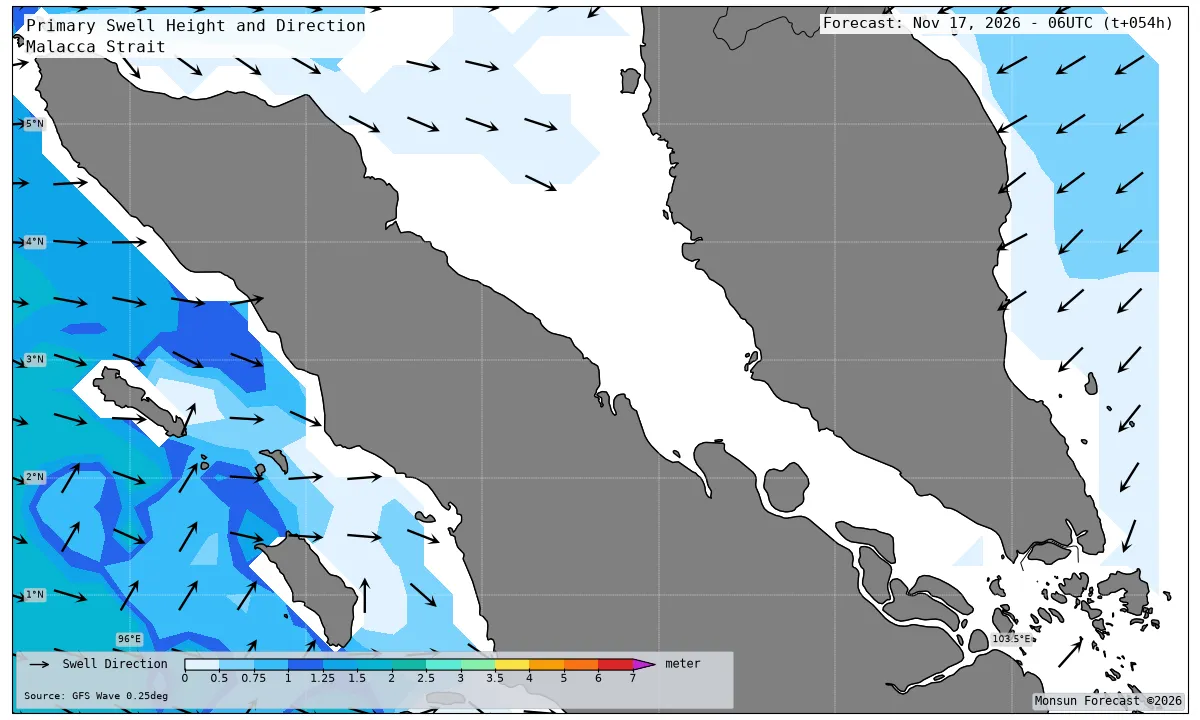 Primary Swell Height and Direction
Malacca Strait
Forecast: Nov 17, 2026 - 06UTC (t+054h)
5°N
4°N
3°N
2°N
1°N
96°E
103.5°E
Swell Direction
meter
0 0.5 0.75 1 1.25 1.5 2 2.5 3 3.5 4 5 6 7
Source: GFS Wave 0.25deg
Monsun Forecast ©2026